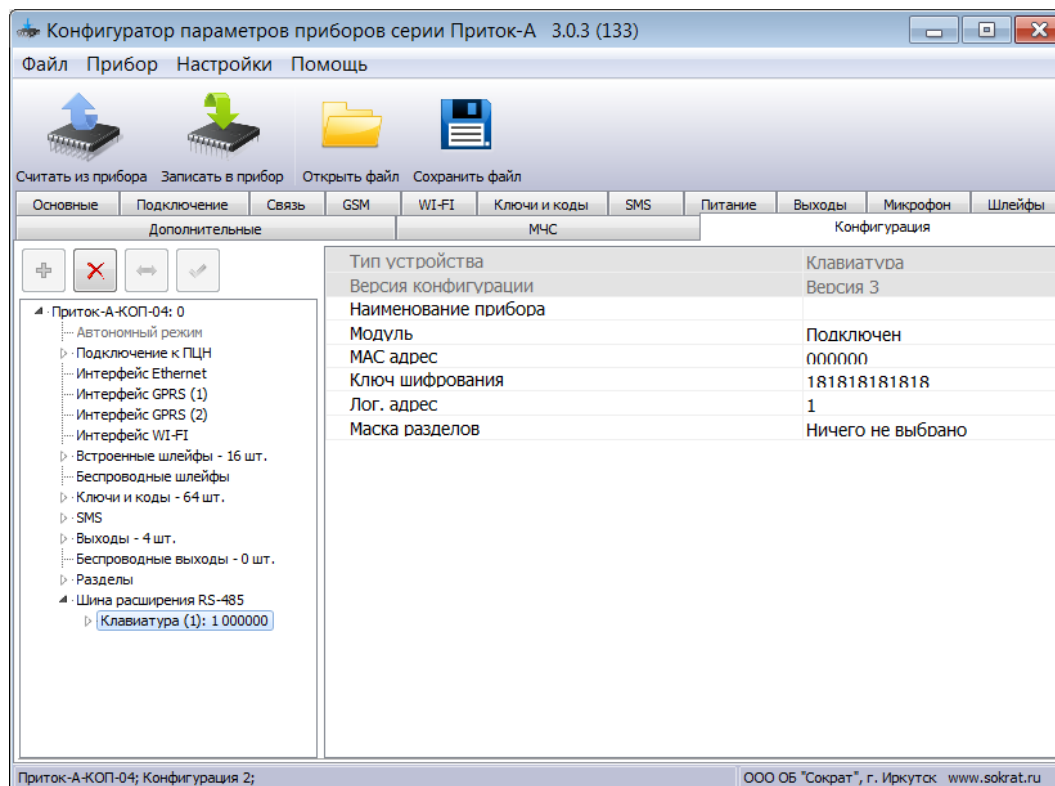 Конфигуратор параметров приборов серии Приток-А 3.0.3 (133)
Файл Прибор Настройки Помощь
Считать из прибора Записать в прибор Открыть файл Сохранить файл
Основные Подключение Связь GSM WI-FI Ключи и коды SMS Питание Выходы Микрофон Шлейфы
Дополнительные МЧС Конфигурация
Приток-А-КОП-04: 0
Автономный режим
Подключение к ПЦН
Интерфейс Ethernet
Интерфейс GPRS (1)
Интерфейс GPRS (2)
Интерфейс WI-FI
Встроенные шлейфы - 16 шт.
Беспроводные шлейфы
Ключи и коды - 64 шт.
SMS
Выходы - 4 шт.
Беспроводные выходы - 0 шт.
Разделы
Шина расширения RS-485
Клавиатура (1): 1 000000
Тип устройства Клавиатура
Версия конфигурации Версия 3
Наименование прибора
Модуль Подключен
MAC адрес 000000
Ключ шифрования 181818181818
Лог. адрес 1
Маска разделов Ничего не выбрано
Приток-А-КОП-04; Конфигурация 2; ООО ОБ "Сократ", г. Иркутск www.sokrat.ru